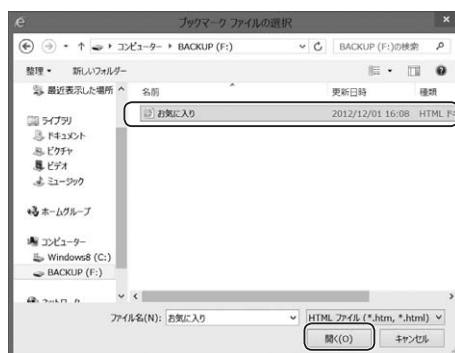 ブックマーク ファイルの選択
コンピューター ▸ BACKUP (F:)
BACKUP (F:)の検索
整理 新しいフォルダー
最近表示した場所
名前 更新日時 種類
お気に入り 2012/12/01 16:08 HTML ドキ
ライブラリ
ドキュメント
ピクチャ
ビデオ
ミュージック
ホームグループ
コンピューター
Windows8 (C:)
BACKUP (F:)
ファイル名(N): お気に入り HTML ファイル (*.htm, *.html)
開く(O) キャンセル